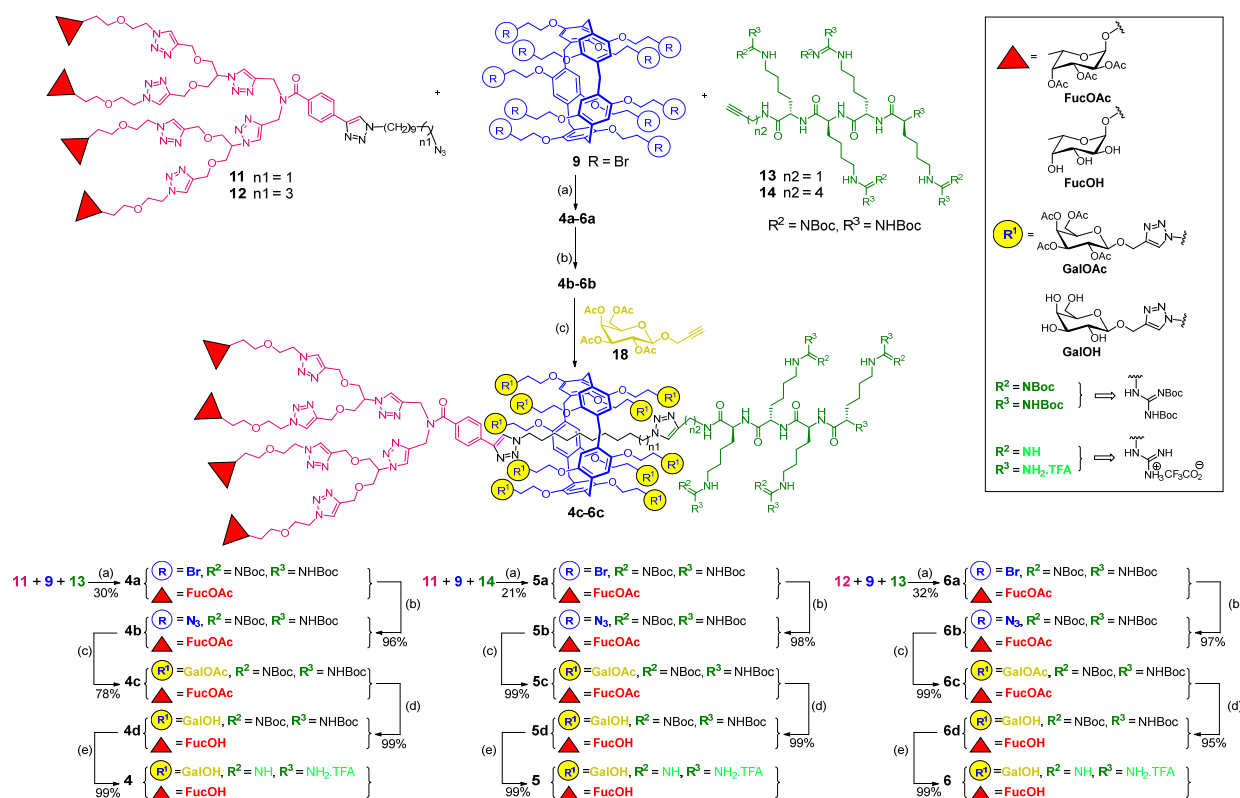 11 n1 = 1
12 n1 = 3
+
9 R = Br
+
13 n2 = 1
14 n2 = 4
R² = NBoc, R³ = NHBoc
(a)
4a-6a
(b)
4b-6b
(c)
18
4c-6c
FucOAc
FucOH
R¹ =
GalOAc
GalOH
R² = NBoc
R³ = NHBoc
R² = NH
R³ = NH₂.TFA
11 + 9 + 13 (a) 30% 4a R = Br, R² = NBoc, R³ = NHBoc
= FucOAc
(b) 96%
4b R = N₃, R² = NBoc, R³ = NHBoc
= FucOAc
(c) 78%
4c R¹ = GalOAc, R² = NBoc, R³ = NHBoc
= FucOAc
(d) 99%
4d R¹ = GalOH, R² = NBoc, R³ = NHBoc
= FucOH
(e) 99%
4 R¹ = GalOH, R² = NH, R³ = NH₂.TFA
= FucOH
11 + 9 + 14 (a) 21% 5a R = Br, R² = NBoc, R³ = NHBoc
= FucOAc
(b) 98%
5b R = N₃, R² = NBoc, R³ = NHBoc
= FucOAc
(c) 99%
5c R¹ = GalOAc, R² = NBoc, R³ = NHBoc
= FucOAc
(d) 99%
5d R¹ = GalOH, R² = NBoc, R³ = NHBoc
= FucOH
(e) 99%
5 R¹ = GalOH, R² = NH, R³ = NH₂.TFA
= FucOH
12 + 9 + 13 (a) 32% 6a R = Br, R² = NBoc, R³ = NHBoc
= FucOAc
(b) 97%
6b R = N₃, R² = NBoc, R³ = NHBoc
= FucOAc
(c) 99%
6c R¹ = GalOAc, R² = NBoc, R³ = NHBoc
= FucOAc
(d) 95%
6d R¹ = GalOH, R² = NBoc, R³ = NHBoc
= FucOH
(e) 99%
6 R¹ = GalOH, R² = NH, R³ = NH₂.TFA
= FucOH